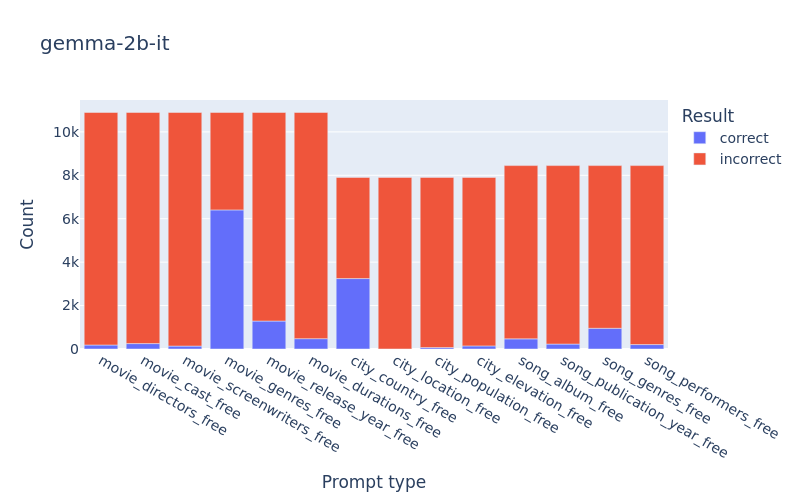 gemma-2b-it
Result
correct
incorrect
Count
10k
8k
6k
4k
2k
0
movie_directors_free
movie_cast_free
movie_screenwriters_free
movie_genres_free
movie_release_year_free
movie_durations_free
city_country_free
city_location_free
city_population_free
city_elevation_free
song_album_free
song_publication_year_free
song_genres_free
song_performers_free
Prompt type